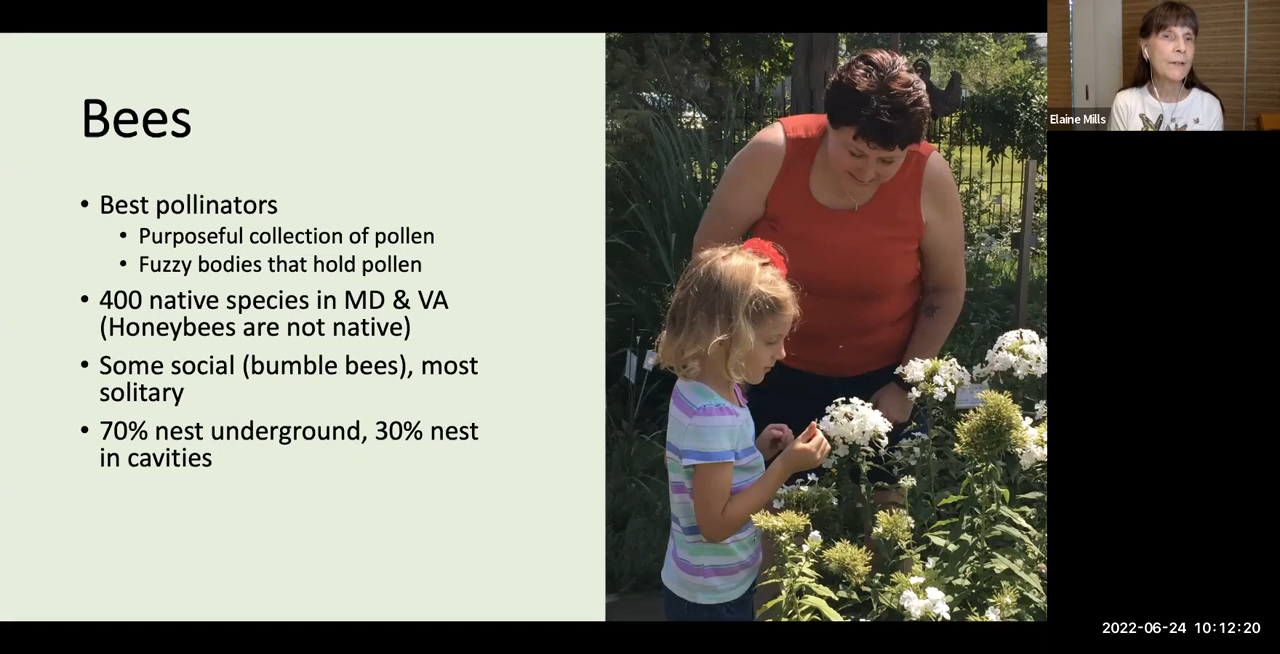 Bees
• Best pollinators
• Purposeful collection of pollen
• Fuzzy bodies that hold pollen
• 400 native species in MD & VA
(Honeybees are not native)
• Some social (bumble bees), most
solitary
• 70% nest underground, 30% nest
in cavities
Elaine Mills
2022-06-24 10:12:20